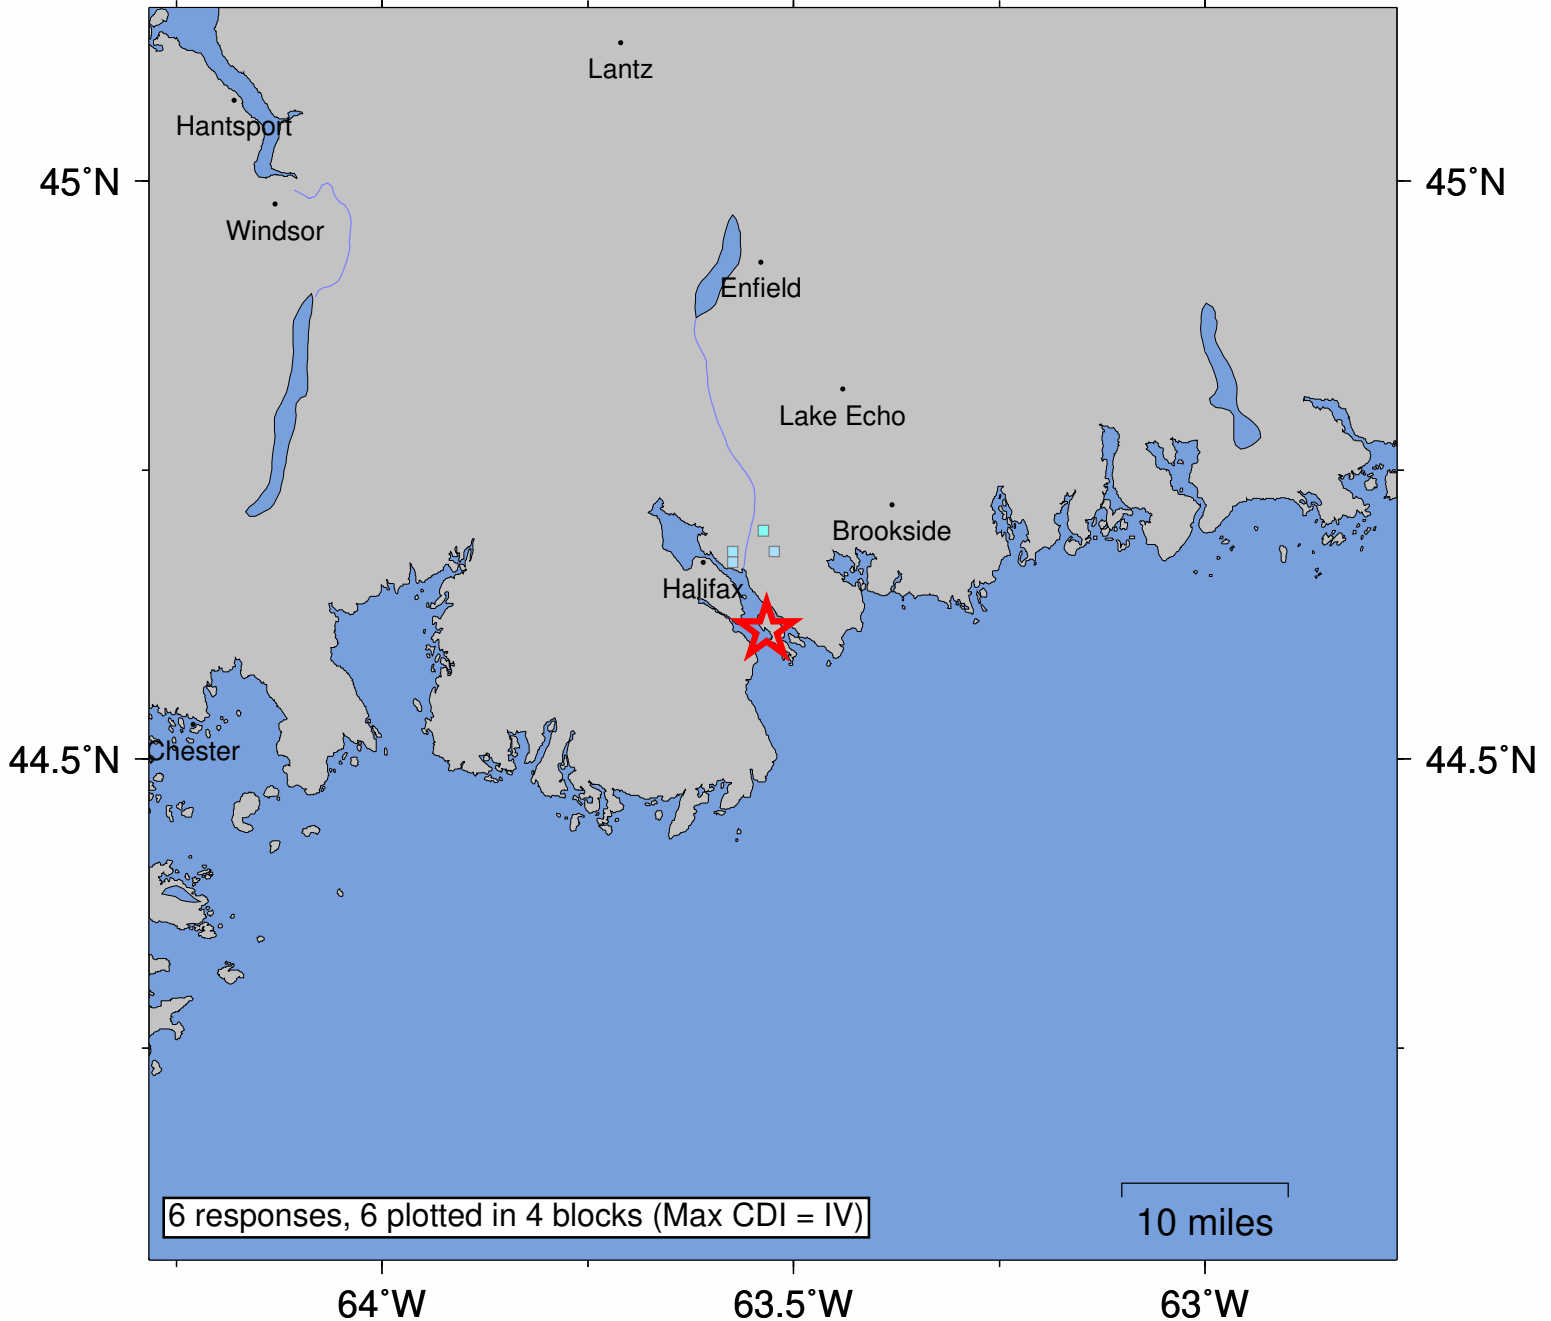 Lantz
Hantsport
45°N
45°N
Windsor
Enfield
Lake Echo
Brookside
Halifax
Chester
44.5°N
44.5°N
6 responses, 6 plotted in 4 blocks (Max CDI = IV)
10 miles
64°W
63.5°W
63°W